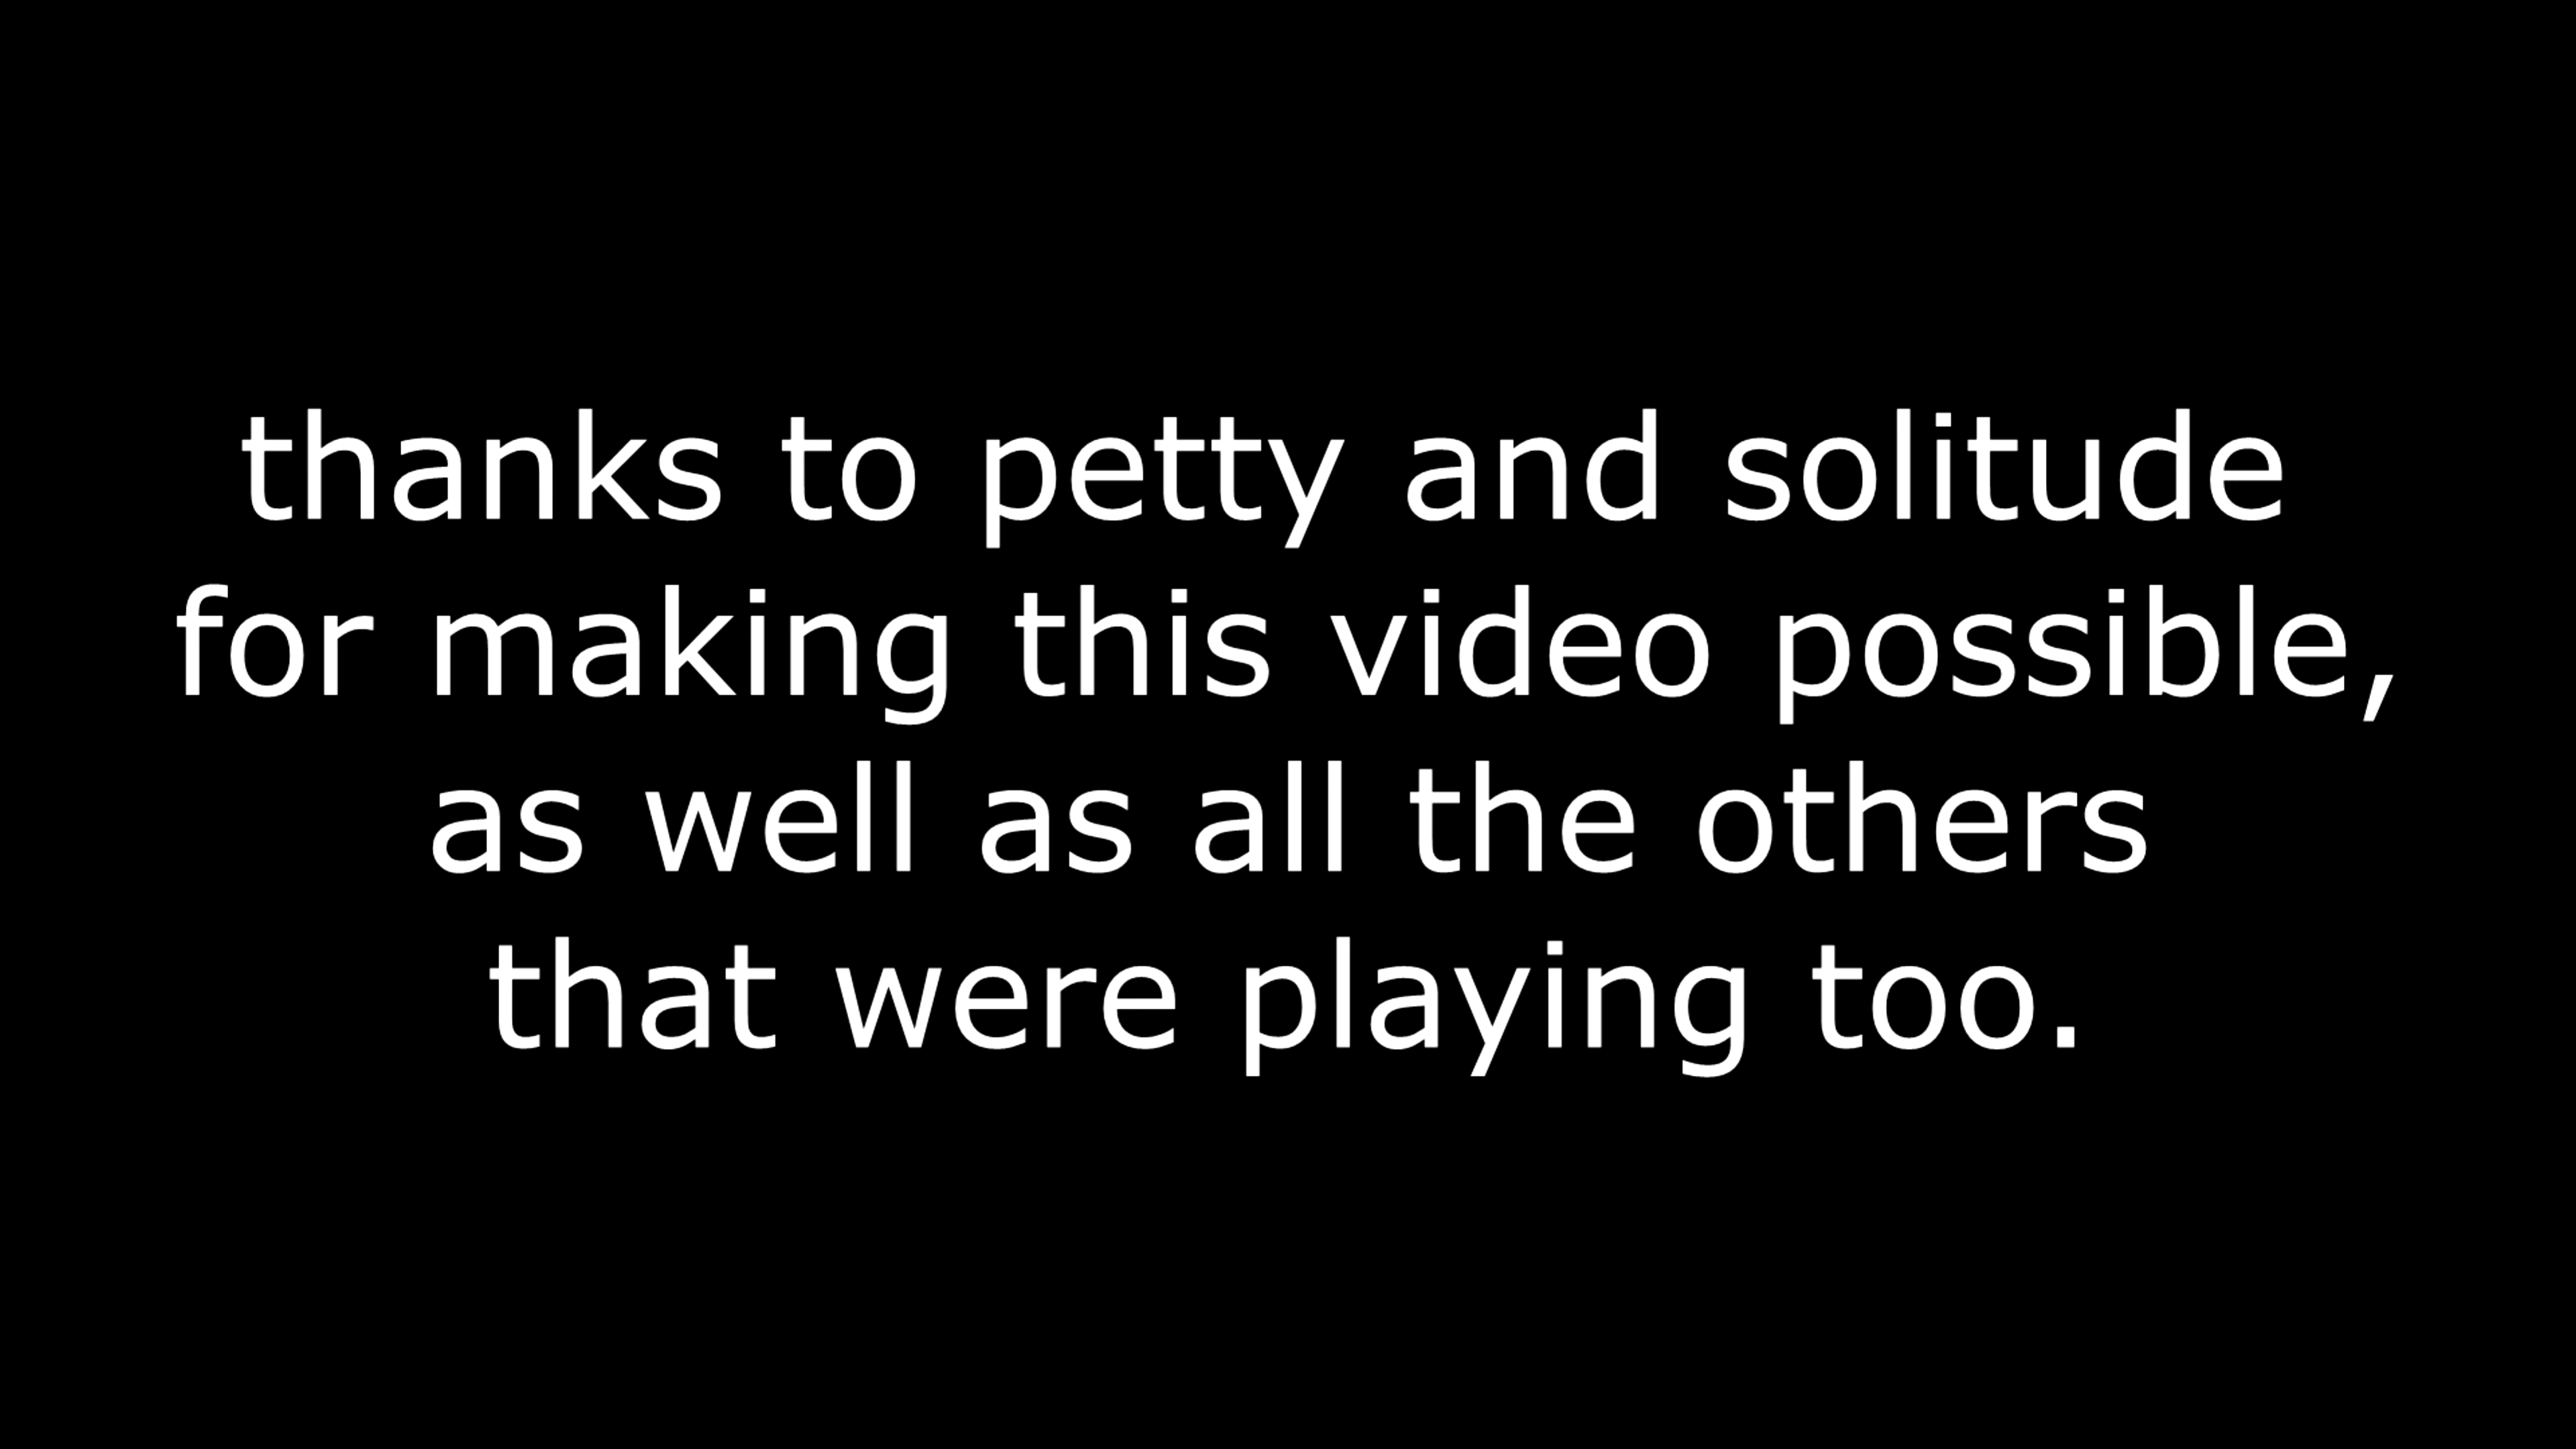 thanks to petty and solitude
for making this video possible,
as well as all the others
that were playing too.